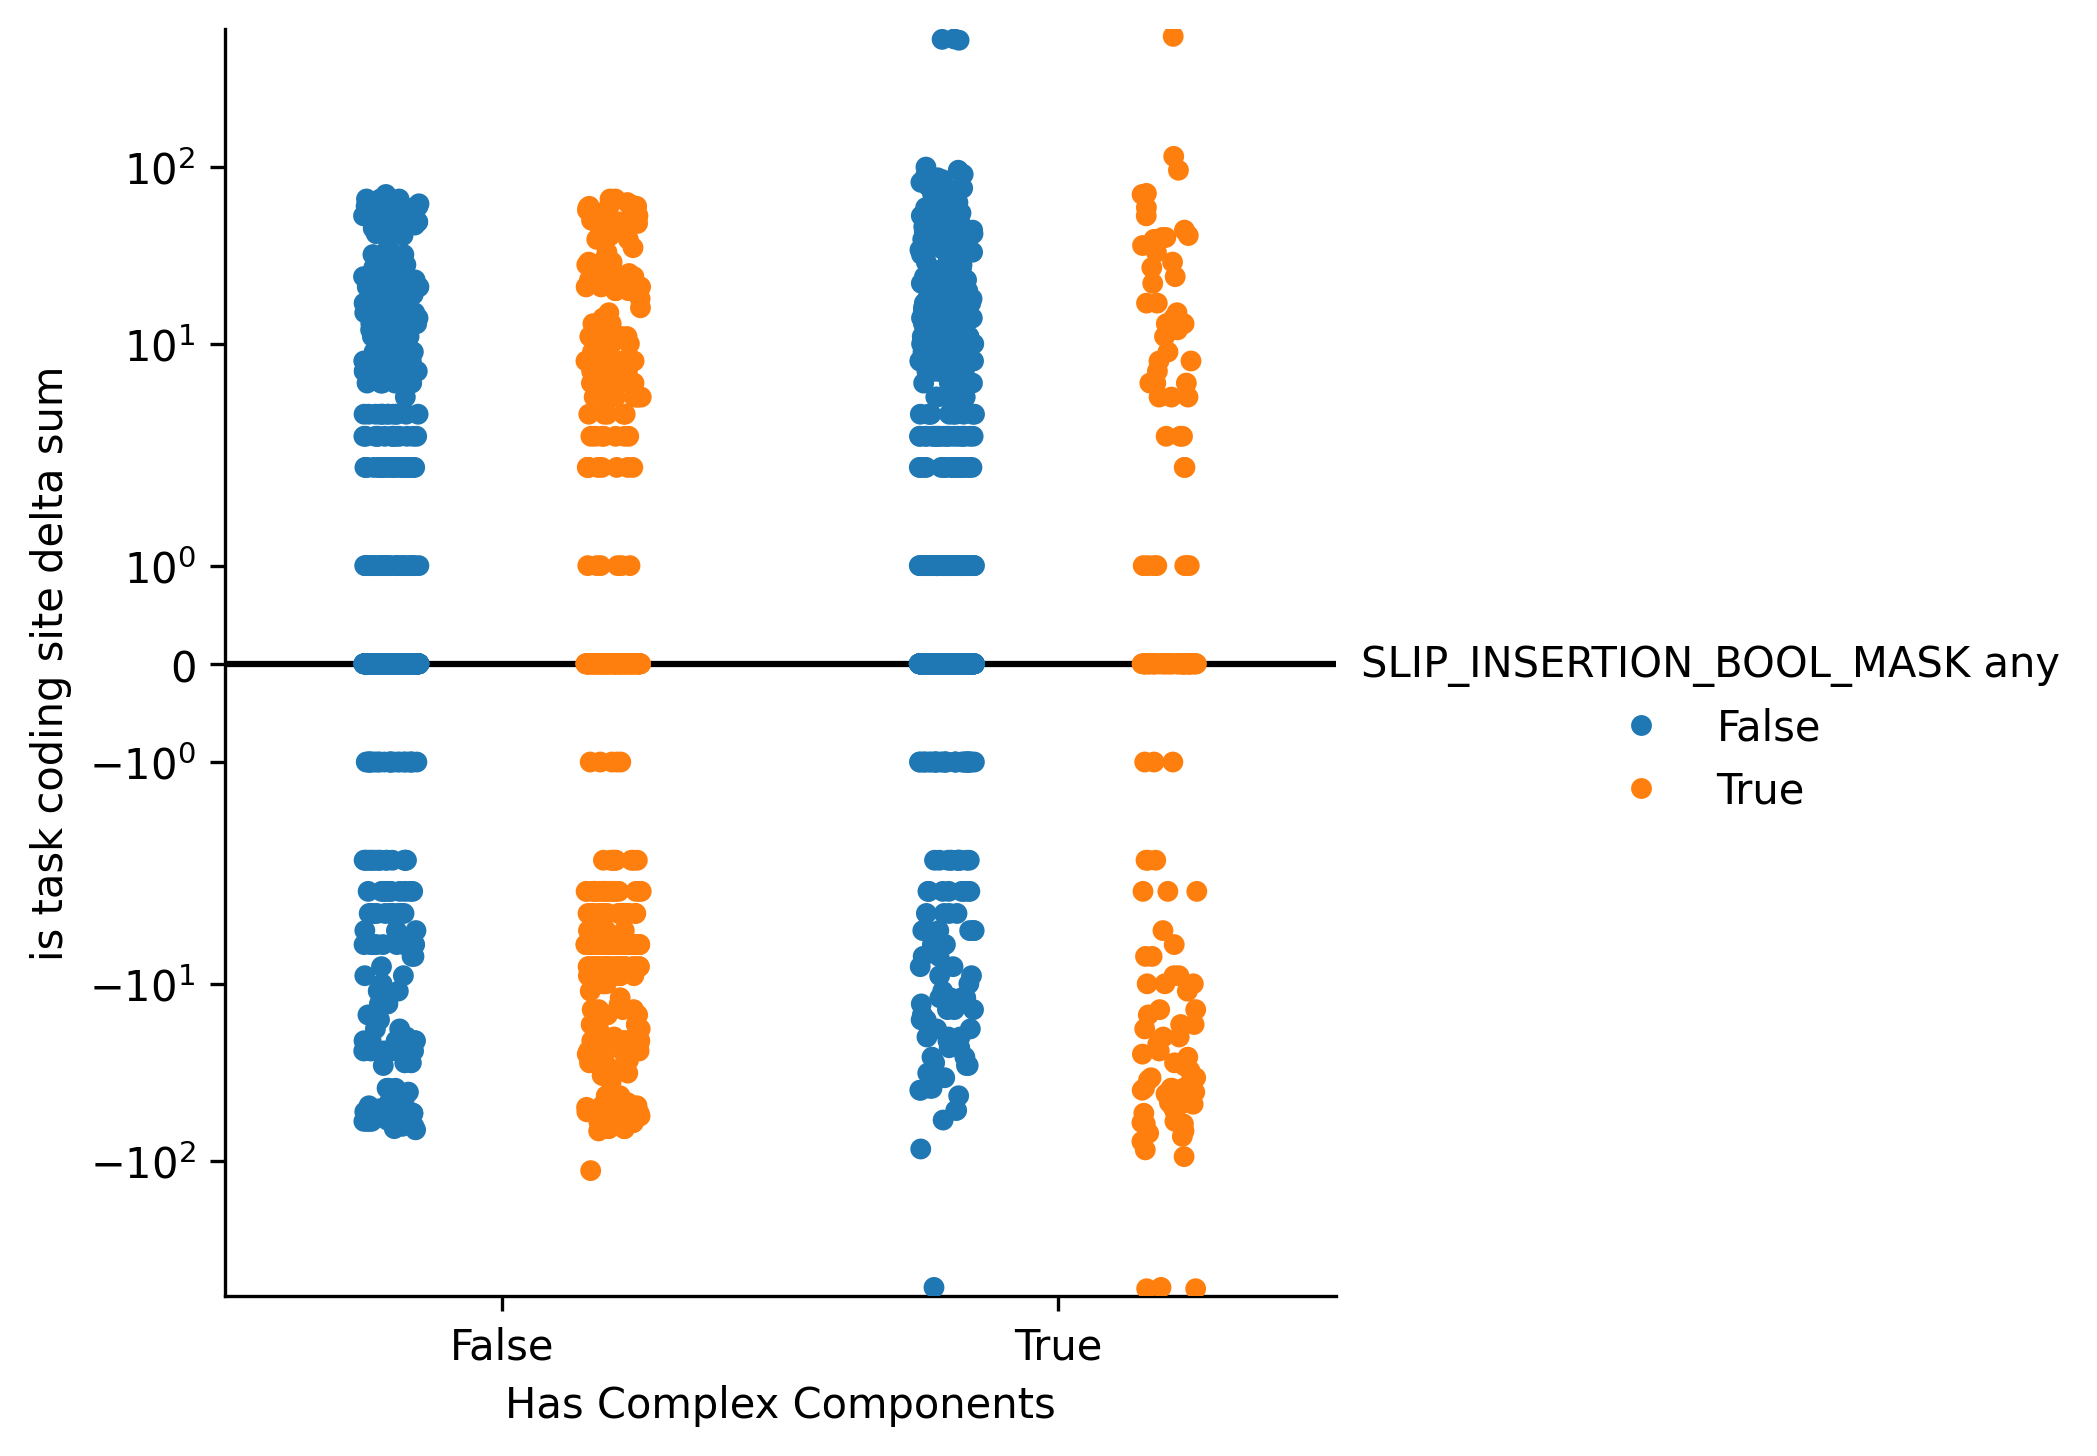 10²
10¹
10⁰
0
−10⁰
−10¹
−10²
is task coding site delta sum
False
True
Has Complex Components
SLIP_INSERTION_BOOL_MASK any
False
True